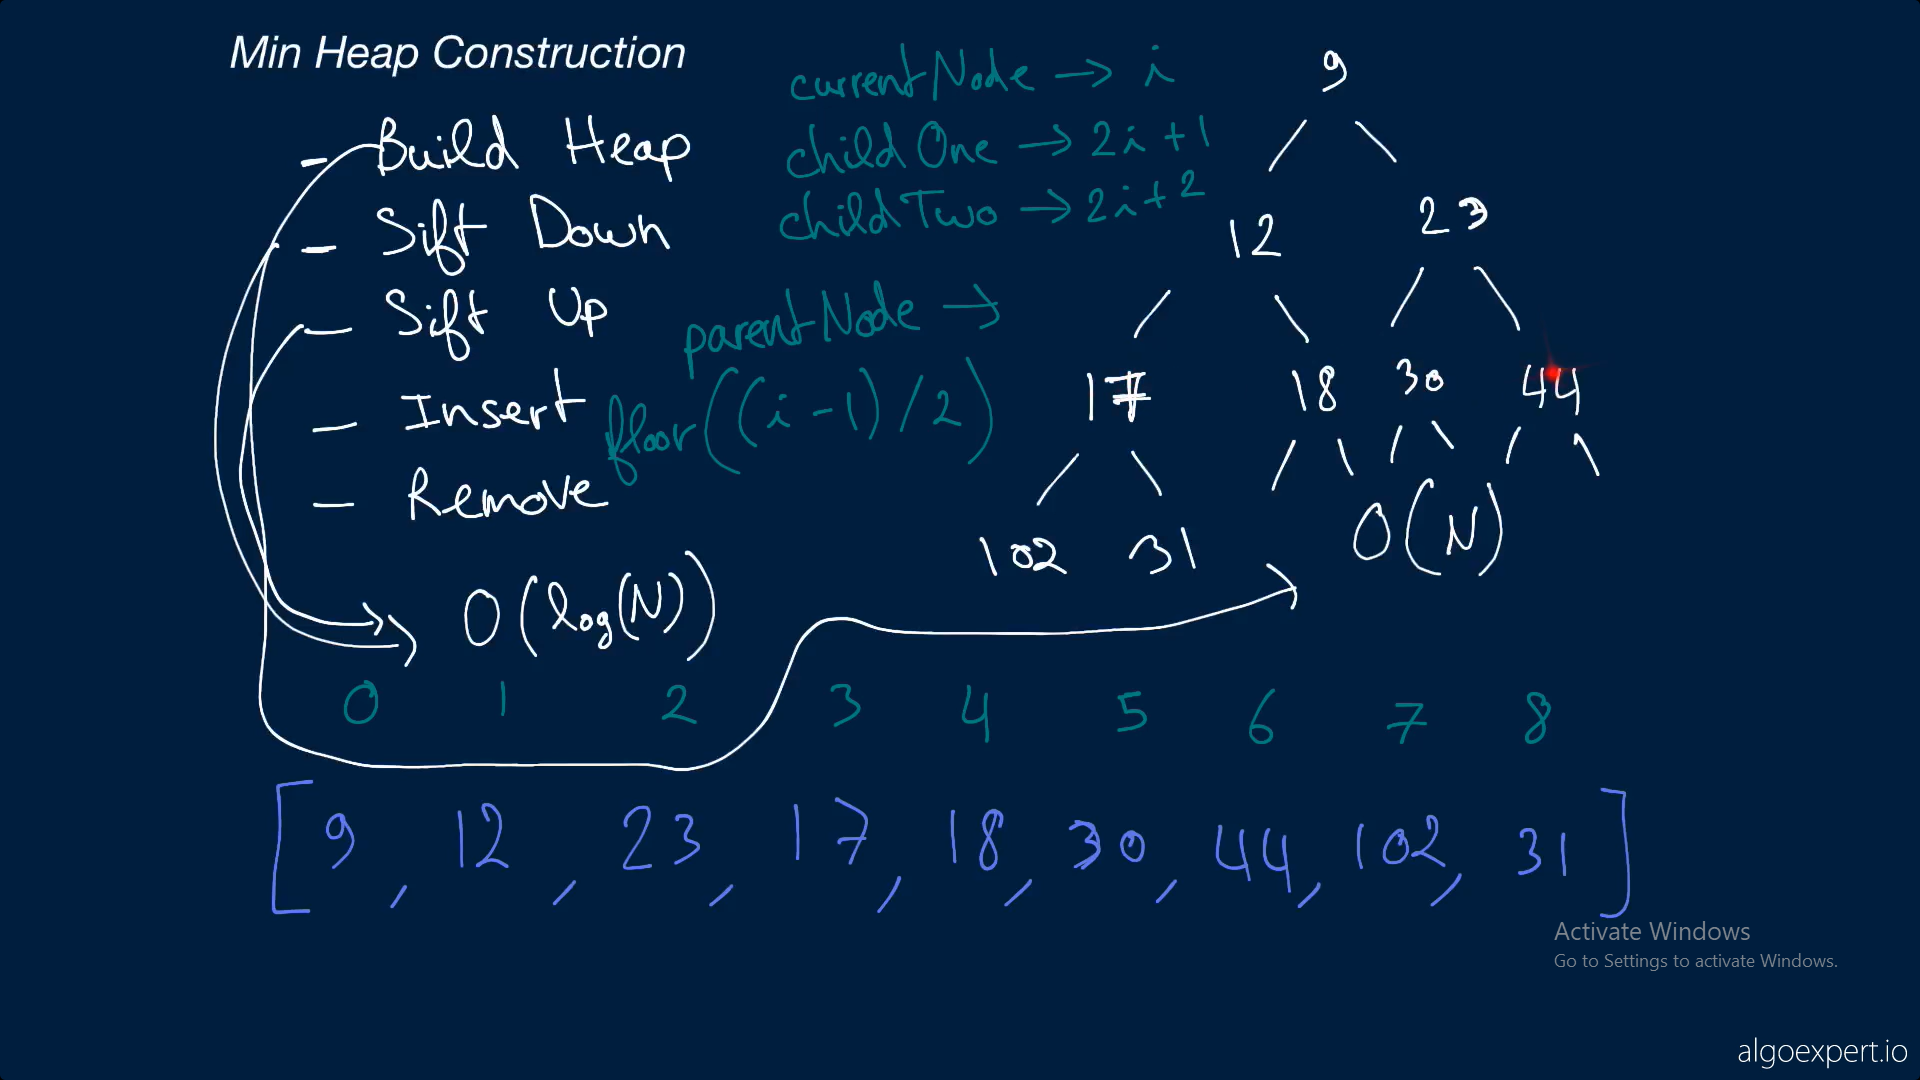 Min Heap Construction
- Build Heap
- Sift Down
- Sift Up
- Insert
- Remove
currentNode → i
childOne → 2i+1
childTwo → 2i+2
parentNode →
floor((i-1)/2)
9
12 23
17 18 30 44
102 31
O(N)
O(log(N))
0 1 2 3 4 5 6 7 8
[9, 12, 23, 17, 18, 30, 44, 102, 31]
Activate Windows
Go to Settings to activate Windows.
algoexpert.io